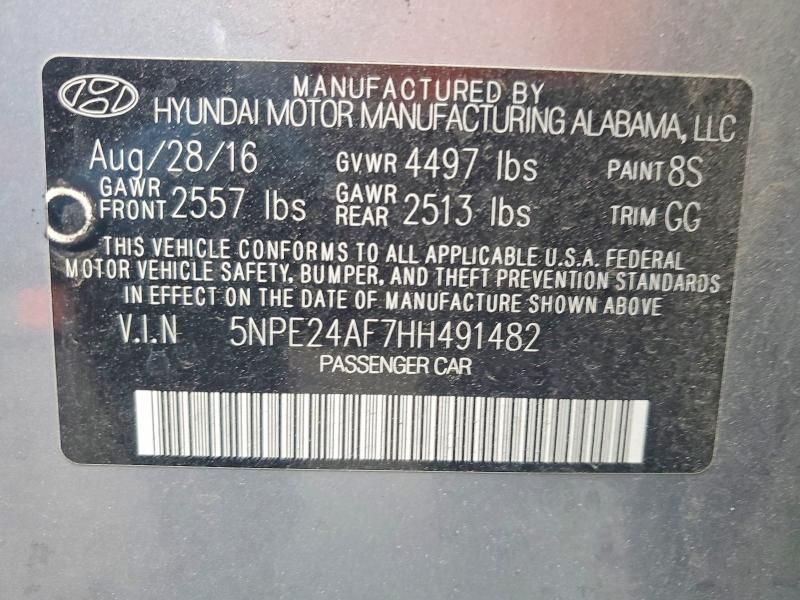 MANUFACTURED BY
HYUNDAI MOTOR MANUFACTURING ALABAMA, LLC
Aug/28/16 GVWR 4497 lbs PAINT 8S
GAWR FRONT 2557 lbs GAWR REAR 2513 lbs TRIM GG
THIS VEHICLE CONFORMS TO ALL APPLICABLE U.S.A. FEDERAL
MOTOR VEHICLE SAFETY, BUMPER, AND THEFT PREVENTION STANDARDS
IN EFFECT ON THE DATE OF MANUFACTURE SHOWN ABOVE
V.I.N 5NPE24AF7HH491482
PASSENGER CAR